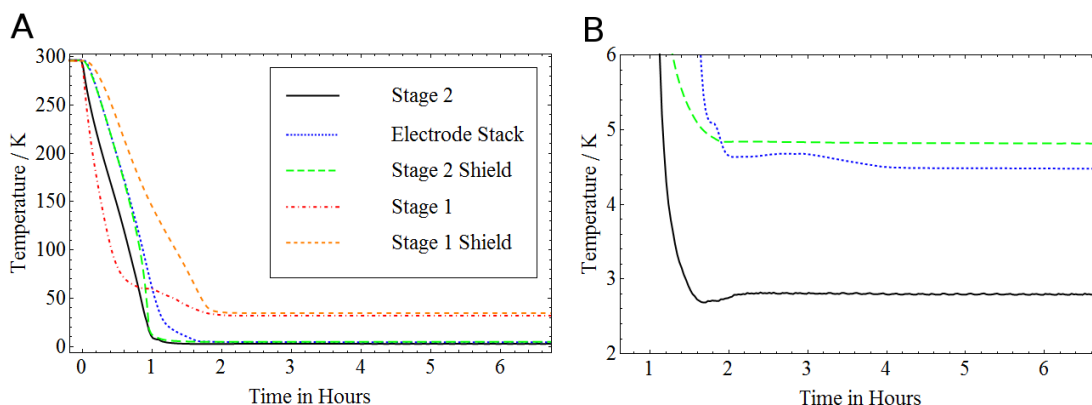 A
Temperature / K
300
250
200
150
100
50
0
0 1 2 3 4 5 6
Time in Hours
Stage 2
Electrode Stack
Stage 2 Shield
Stage 1
Stage 1 Shield
B
Temperature / K
6
5
4
3
2
1 2 3 4 5 6
Time in Hours